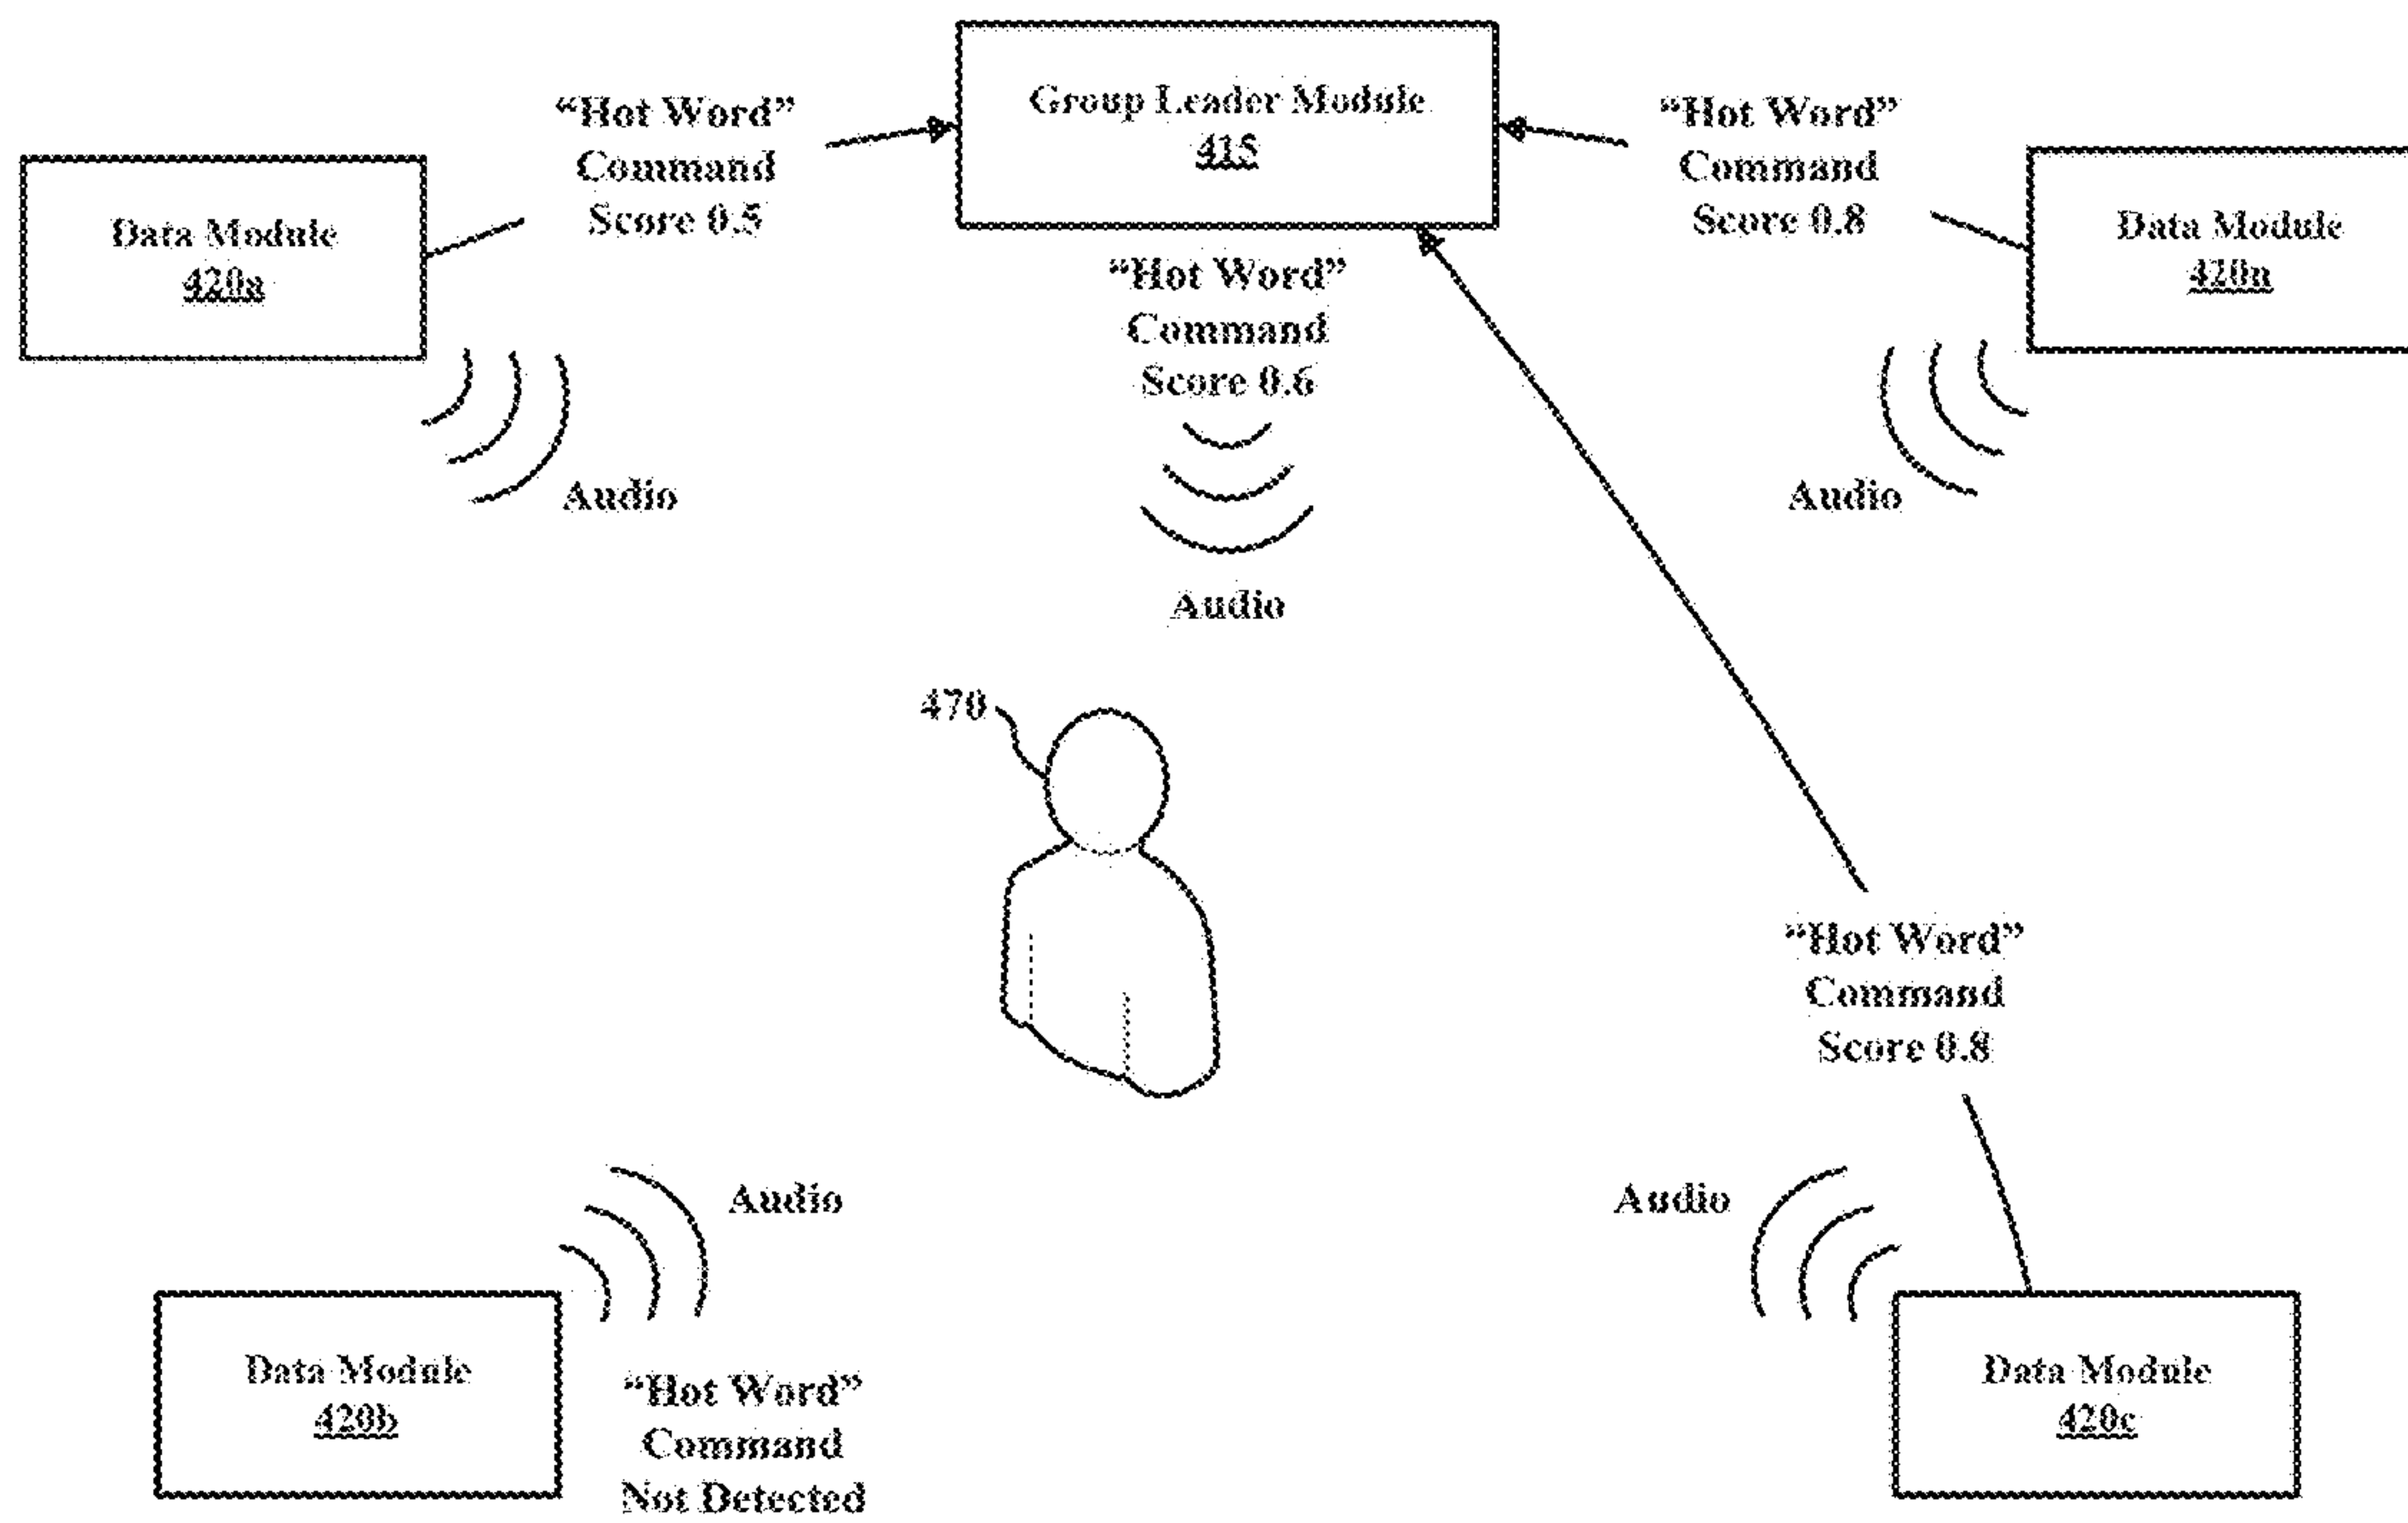 Group Leader Module
415
“Hot Word”
Command
Score 0.5
“Hot Word”
Command
Score 0.8
Data Module
420a
Data Module
420n
“Hot Word”
Command
Score 0.6
Audio
Audio
Audio
470
“Hot Word”
Command
Score 0.8
Audio
Audio
Data Module
420b
“Hot Word”
Command
Not Detected
Data Module
420c